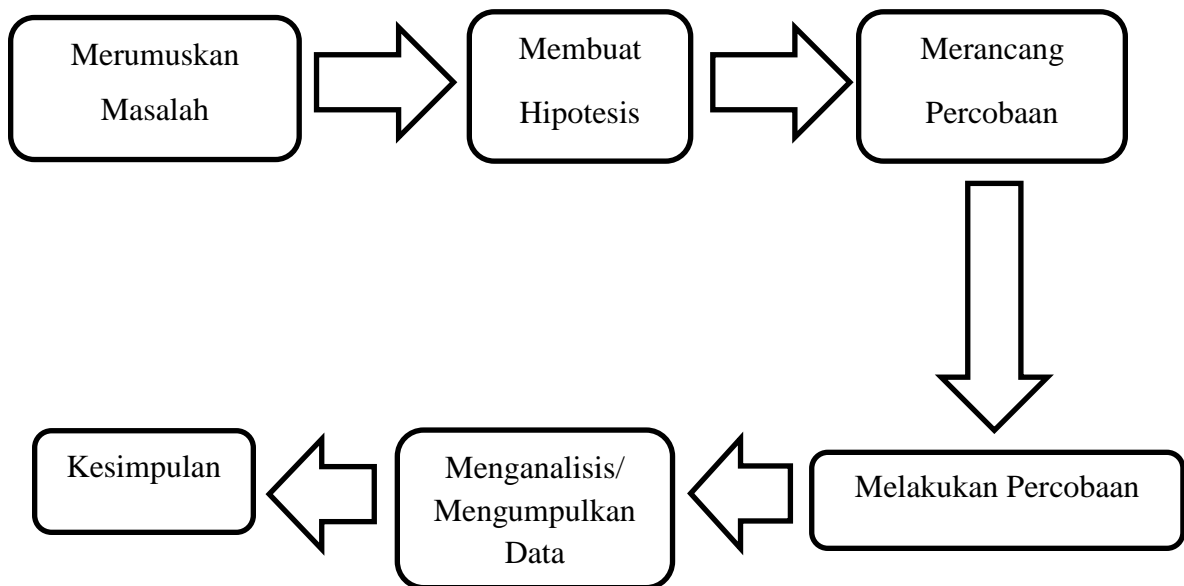 Merumuskan
Masalah
Membuat
Hipotesis
Merancang
Percobaan
Melakukan Percobaan
Menganalisis/
Mengumpulkan
Data
Kesimpulan